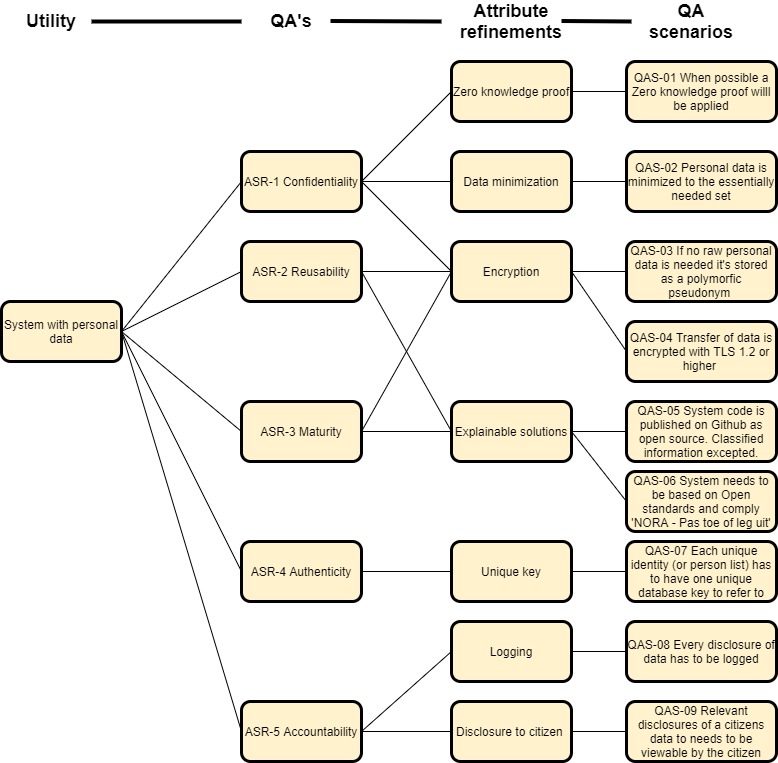 Utility
QA's
Attribute
refinements
QA
scenarios
Zero knowledge proof
QAS-01 When possible a
Zero knowledge proof willl
be applied
ASR-1 Confidentiality
Data minimization
QAS-02 Personal data is
minimized to the essentially
needed set
ASR-2 Reusability
Encryption
QAS-03 If no raw personal
data is needed it's stored
as a polymorfic
pseudonym
System with personal
data
QAS-04 Transfer of data is
encrypted with TLS 1.2 or
higher
ASR-3 Maturity
Explainable solutions
QAS-05 System code is
published on Github as
open source. Classified
information excepted.
QAS-06 System needs to
be based on Open
standards and comply
'NORA - Pas toe of leg uit'
ASR-4 Authenticity
Unique key
QAS-07 Each unique
identity (or person list) has
to have one unique
database key to refer to
Logging
QAS-08 Every disclosure of
data has to be logged
ASR-5 Accountability
Disclosure to citizen
QAS-09 Relevant
disclosures of a citizens
data to needs to be
viewable by the citizen